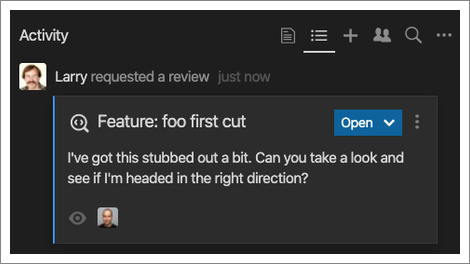 Activity
Larry requested a review just now
Feature: foo first cut
Open
I've got this stubbed out a bit. Can you take a look and
see if I'm headed in the right direction?